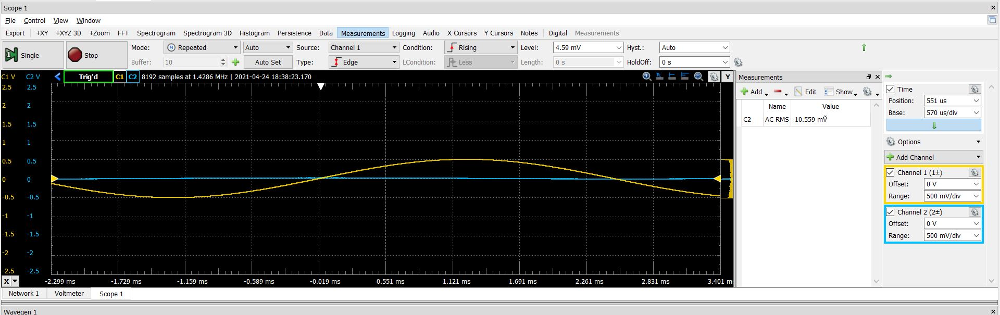 Scope 1
File Control View Window
Export +XY +XYZ 3D +Zoom FFT Spectrogram Spectrogram 3D Histogram Persistence Data Measurements Logging Audio X Cursors Y Cursors Notes Digital Measurements
Single Stop Mode: Repeated Auto Source: Channel 1 Condition: Rising Level: 4.59 mV Hyst.: Auto
Buffer: 10 Auto Set Type: Edge LCondition: Less Length: 0 s HoldOff: 0 s
C1 V C2 V Trig'd C1 C2 8192 samples at 1.4286 MHz | 2021-04-24 18:38:23.170 Y
2.5 2.5
2 2
1.5 1.5
1 1
0.5 0.5
0 0
-0.5 -0.5
-1 -1
-1.5 -1.5
-2 -2
-2.5 -2.5
X -2.299 ms -1.729 ms -1.159 ms -0.589 ms -0.019 ms 0.551 ms 1.121 ms 1.691 ms 2.261 ms 2.831 ms 3.401 ms
Measurements
Add Edit Show
Name Value
C2 AC RMS 10.559 mṼ
Time
Position: 551 us
Base: 570 us/div
Options
Add Channel
Channel 1 (1±)
Offset: 0 V
Range: 500 mV/div
Channel 2 (2±)
Offset: 0 V
Range: 500 mV/div
Network 1 Voltmeter Scope 1
Wavegen 1